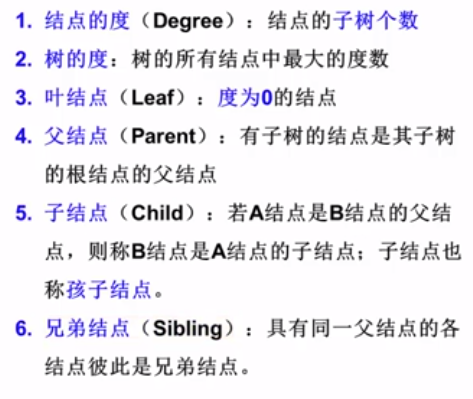 1. 结点的度（Degree）：结点的子树个数
2. 树的度：树的所有结点中最大的度数
3. 叶结点（Leaf）：度为0的结点
4. 父结点（Parent）：有子树的结点是其子树
的根结点的父结点
5. 子结点（Child）：若A结点是B结点的父结
点，则称B结点是A结点的子结点；子结点也
称孩子结点。
6. 兄弟结点（Sibling）：具有同一父结点的各
结点彼此是兄弟结点。